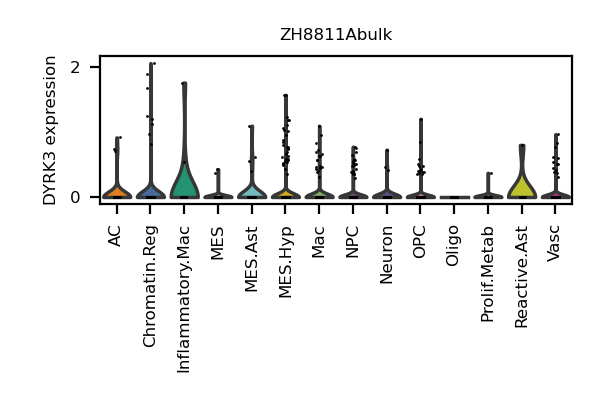 ZH8811Abulk
DYRK3 expression
2
0
AC
Chromatin.Reg
Inflammatory.Mac
MES
MES.Ast
MES.Hyp
Mac
NPC
Neuron
OPC
Oligo
Prolif.Metab
Reactive.Ast
Vasc